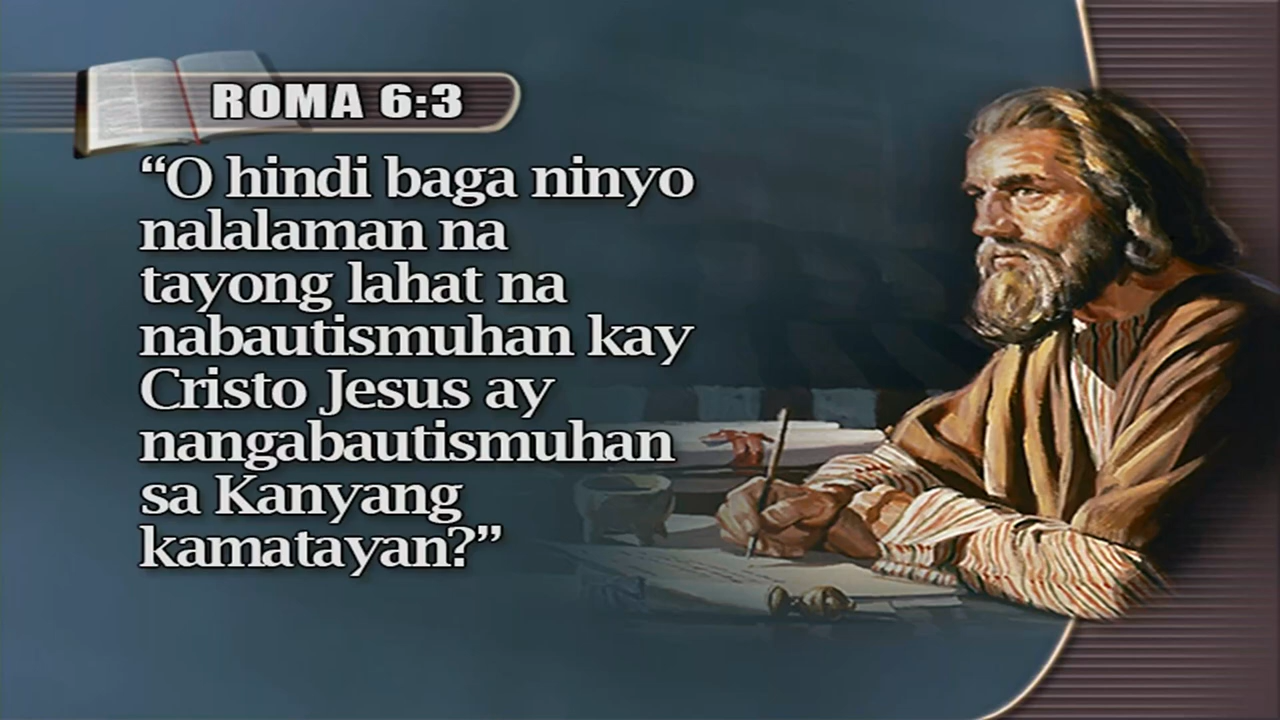 ROMA 6:3
“O hindi baga ninyo
nalalaman na
tayong lahat na
nabautismuhan kay
Cristo Jesus ay
nangabautismuhan
sa Kanyang
kamatayan?”